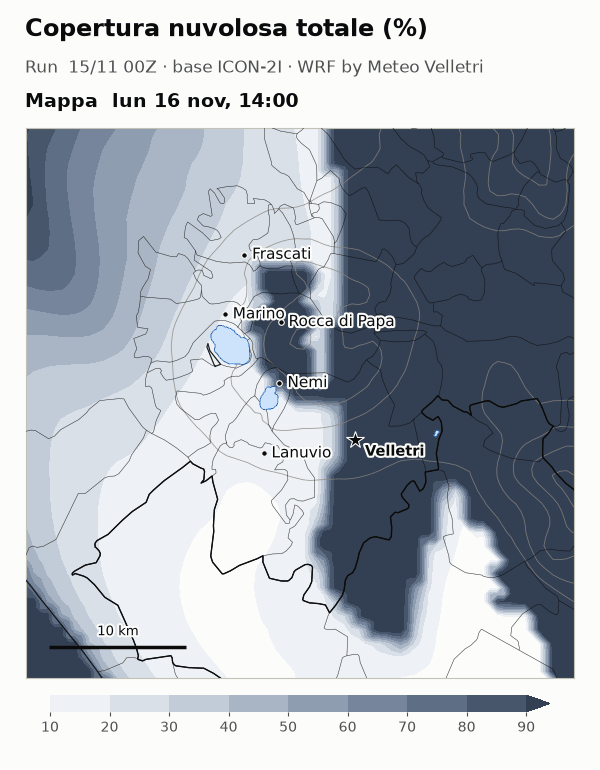 Copertura nuvolosa totale (%)
Run  15/11 00Z · base ICON-2I · WRF by Meteo Velletri
Mappa  lun 16 nov, 14:00
Frascati
Marino
Rocca di Papa
Nemi
Velletri
Lanuvio
10 km
10 20 30 40 50 60 70 80 90